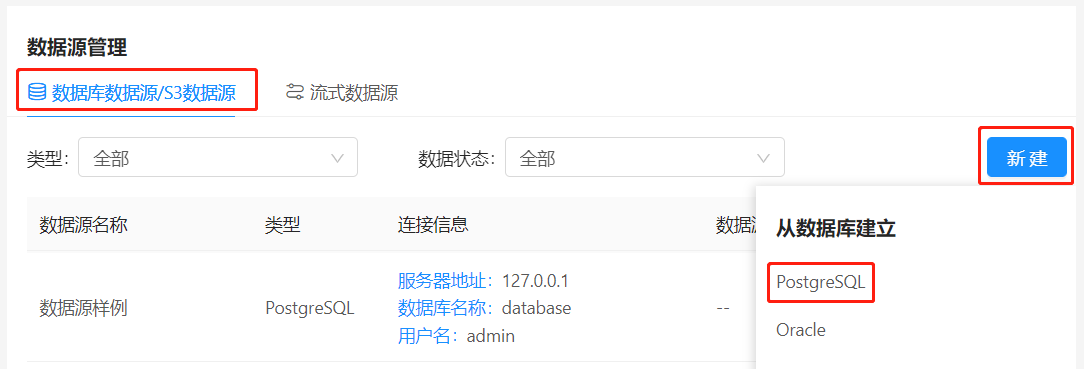 数据源管理
数据库数据源/S3数据源 流式数据源
类型: 全部 数据状态: 全部 新 建
数据源名称 类型 连接信息 数据
从数据库建立
服务器地址: 127.0.0.1
PostgreSQL
数据源样例 PostgreSQL 数据库名称: database --
Oracle
用户名: admin